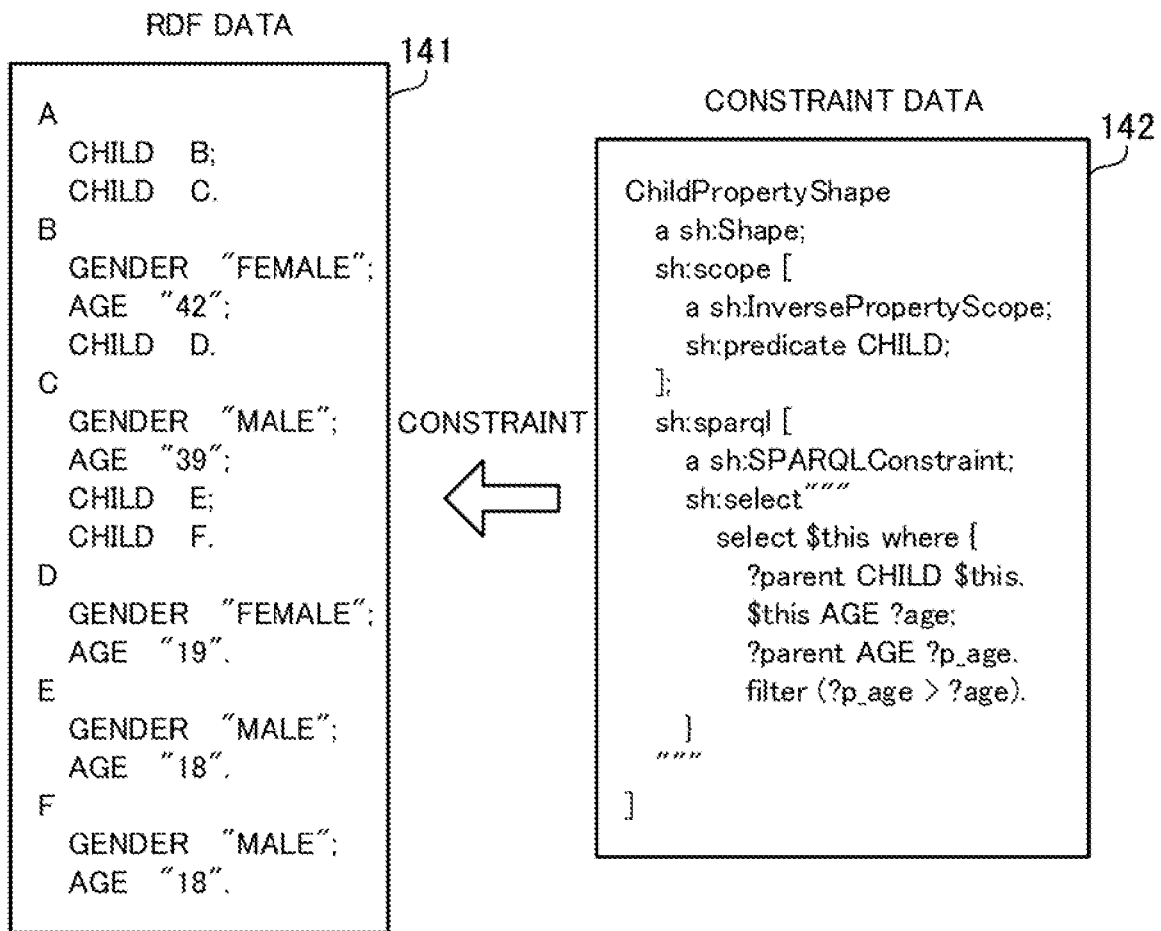 RDF DATA
141
A
CHILD B;
CHILD C.
B
GENDER "FEMALE";
AGE "42";
CHILD D.
C
GENDER "MALE";
AGE "39";
CHILD E;
CHILD F.
D
GENDER "FEMALE";
AGE "19".
E
GENDER "MALE";
AGE "18".
F
GENDER "MALE";
AGE "18".
CONSTRAINT
CONSTRAINT DATA
142
ChildPropertyShape
a sh:Shape;
sh:scope [
a sh:InversePropertyScope;
sh:predicate CHILD;
];
sh:sparql [
a sh:SPARQLConstraint;
sh:select"""
select $this where {
?parent CHILD $this.
$this AGE ?age;
?parent AGE ?p_age.
filter (?p_age > ?age).
}
"""
]